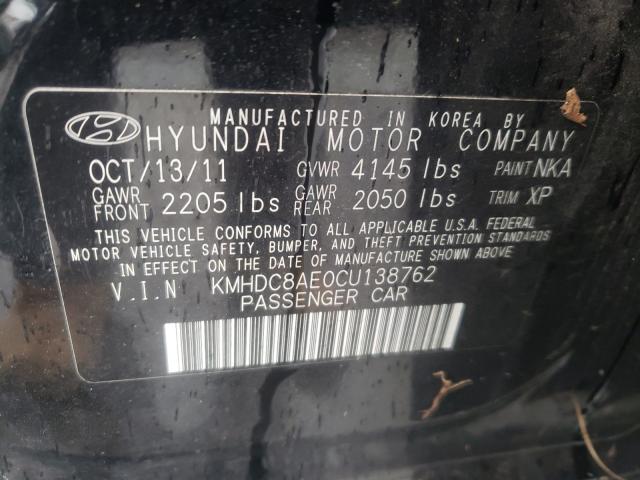 MANUFACTURED IN KOREA BY
HYUNDAI MOTOR COMPANY
OCT/13/11 GVWR 4145 lbs PAINT NKA
GAWR FRONT 2205 lbs GAWR REAR 2050 lbs TRIM XP
THIS VEHICLE CONFORMS TO ALL APPLICABLE U.S.A. FEDERAL
MOTOR VEHICLE SAFETY, BUMPER, AND THEFT PREVENTION STANDARDS
IN EFFECT ON THE DATE OF MANUFACTURE SHOWN ABOVE
V.I.N KMHDC8AE0CU138762
PASSENGER CAR